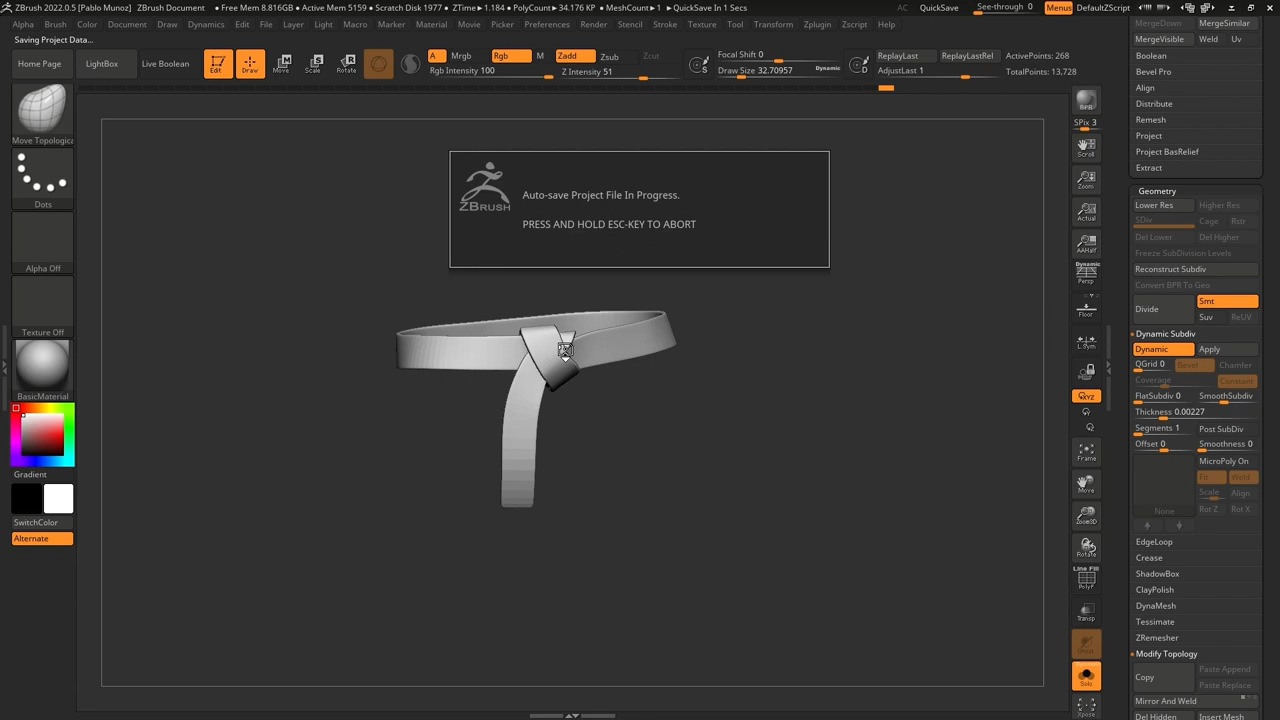 ZBrush 2022.0.5 [Pablo Munoz] ZBrush Document • Free Mem 8.816GB • Active Mem 5159 • Scratch Disk 1977 • ZTime►1.184 • PolyCount►34.176 KP • MeshCount►1 ►QuickSave In 1 Secs AC QuickSave See-through 0 Menus DefaultZScript
Alpha Brush Color Document Draw Dynamics Edit File Layer Light Macro Marker Material Movie Picker Preferences Render Stencil Stroke Texture Tool Transform Zplugin Zscript Help
Saving Project Data...
Home Page LightBox Live Boolean Edit Draw Move Scale Rotate
A Mrgb Rgb M Zadd Zsub Zcut
Rgb Intensity 100 Z Intensity 51
S Focal Shift 0
Draw Size 32.70957 Dynamic
D ReplayLast ReplayLastRel ActivePoints: 268
AdjustLast 1 TotalPoints: 13,728
Move Topologica
Dots
Alpha Off
Texture Off
BasicMaterial
Gradient
SwitchColor
Alternate
ZBRUSH
Auto-save Project File In Progress.
PRESS AND HOLD ESC-KEY TO ABORT
BPR
SPix 3
Scroll
Zoom
Actual
AAHalf
Dynamic
Persp
Floor
L.Sym
XYZ
Frame
Move
Zoom3D
Rotate
Line Fill
PolyF
Transp
Ghost
Solo
Xpose
MergeDown MergeSimilar
MergeVisible Weld Uv
Boolean
Bevel Pro
Align
Distribute
Remesh
Project
Project BasRelief
Extract
Geometry
Lower Res Higher Res
SDiv Cage Rstr
Del Lower Del Higher
Freeze SubDivision Levels
Reconstruct Subdiv
Convert BPR To Geo
Divide Smt
Suv ReUV
Dynamic Subdiv
Dynamic Apply
QGrid 0 Bevel Chamfer
Coverage Constant
FlatSubdiv 0 SmoothSubdiv
Thickness 0.00227
Segments 1 Post SubDiv
Offset 0 Smoothness 0
MicroPoly On
Fit Weld
Scale Align
None Rot Z Rot X
EdgeLoop
Crease
ShadowBox
ClayPolish
DynaMesh
Tessimate
ZRemesher
Modify Topology
Copy Paste Append
Paste Replace
Mirror And Weld
Del Hidden Insert Mesh